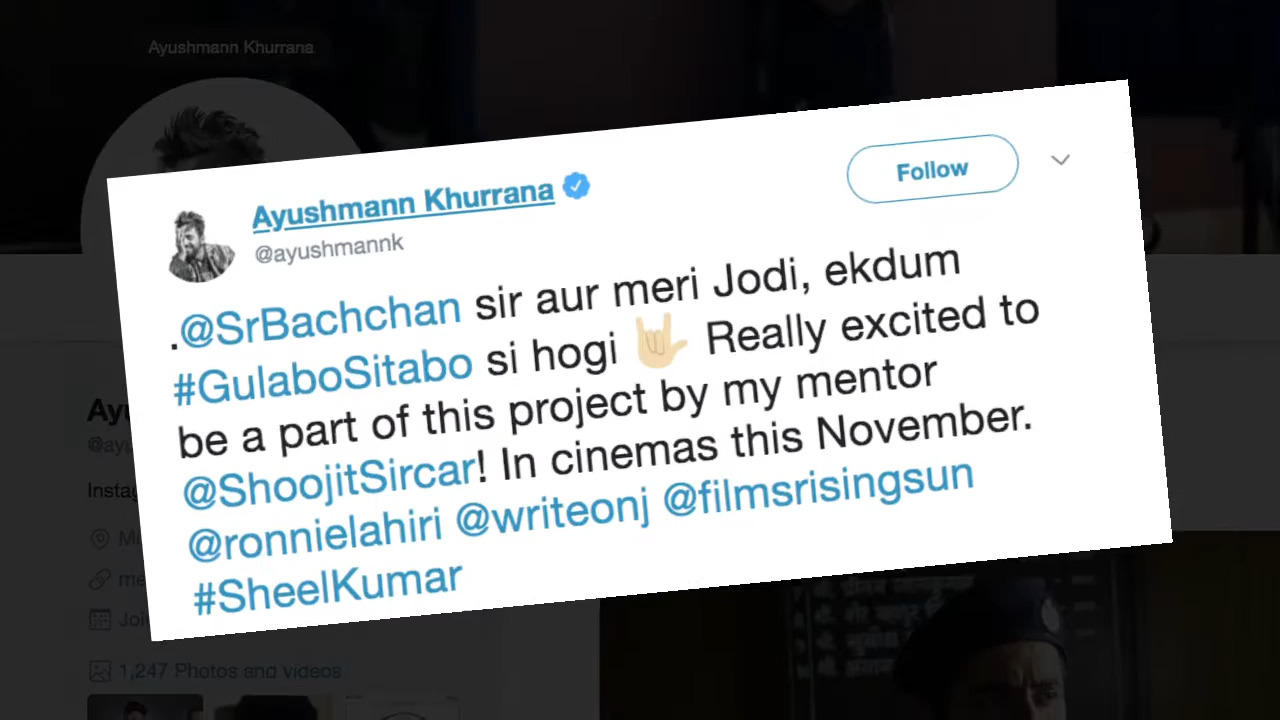 Ayushmann Khurrana
Ayushmann Khurrana
Follow
@ayushmannk
.@SrBachchan sir aur meri Jodi, ekdum
#GulaboSitabo si hogi 🤟🏼 Really excited to
be a part of this project by my mentor
@ShoojitSircar! In cinemas this November.
@ronnielahiri @writeonj @filmsrisingsun
#SheelKumar
1,247 Photos and videos